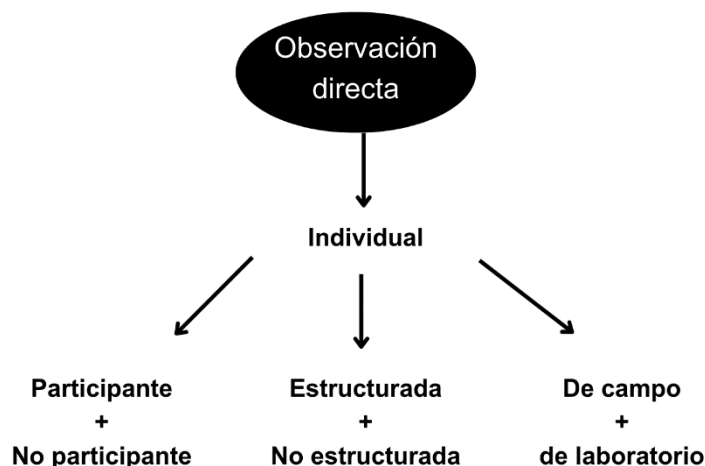 Observación
directa
Individual
Participante
+
No participante
Estructurada
+
No estructurada
De campo
+
de laboratorio